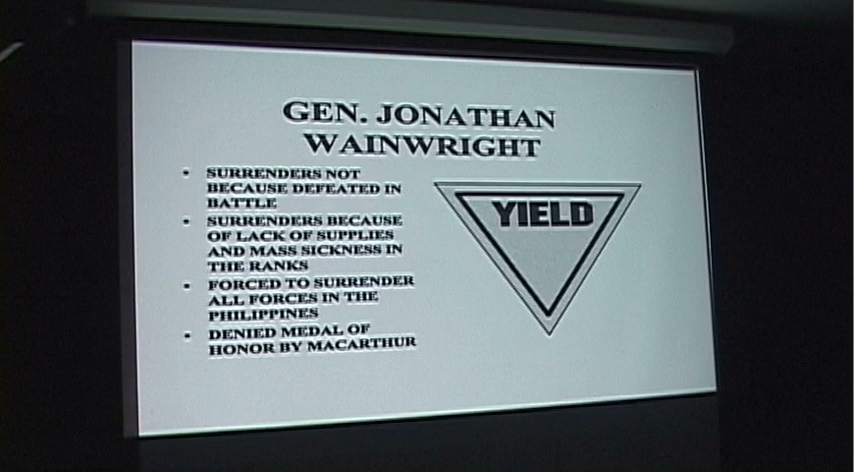 GEN. JONATHAN
WAINWRIGHT
• SURRENDERS NOT
BECAUSE DEFEATED IN
BATTLE
• SURRENDERS BECAUSE
OF LACK OF SUPPLIES
AND MASS SICKNESS IN
THE RANKS
• FORCED TO SURRENDER
ALL FORCES IN THE
PHILIPPINES
• DENIED MEDAL OF
HONOR BY MACARTHUR
YIELD